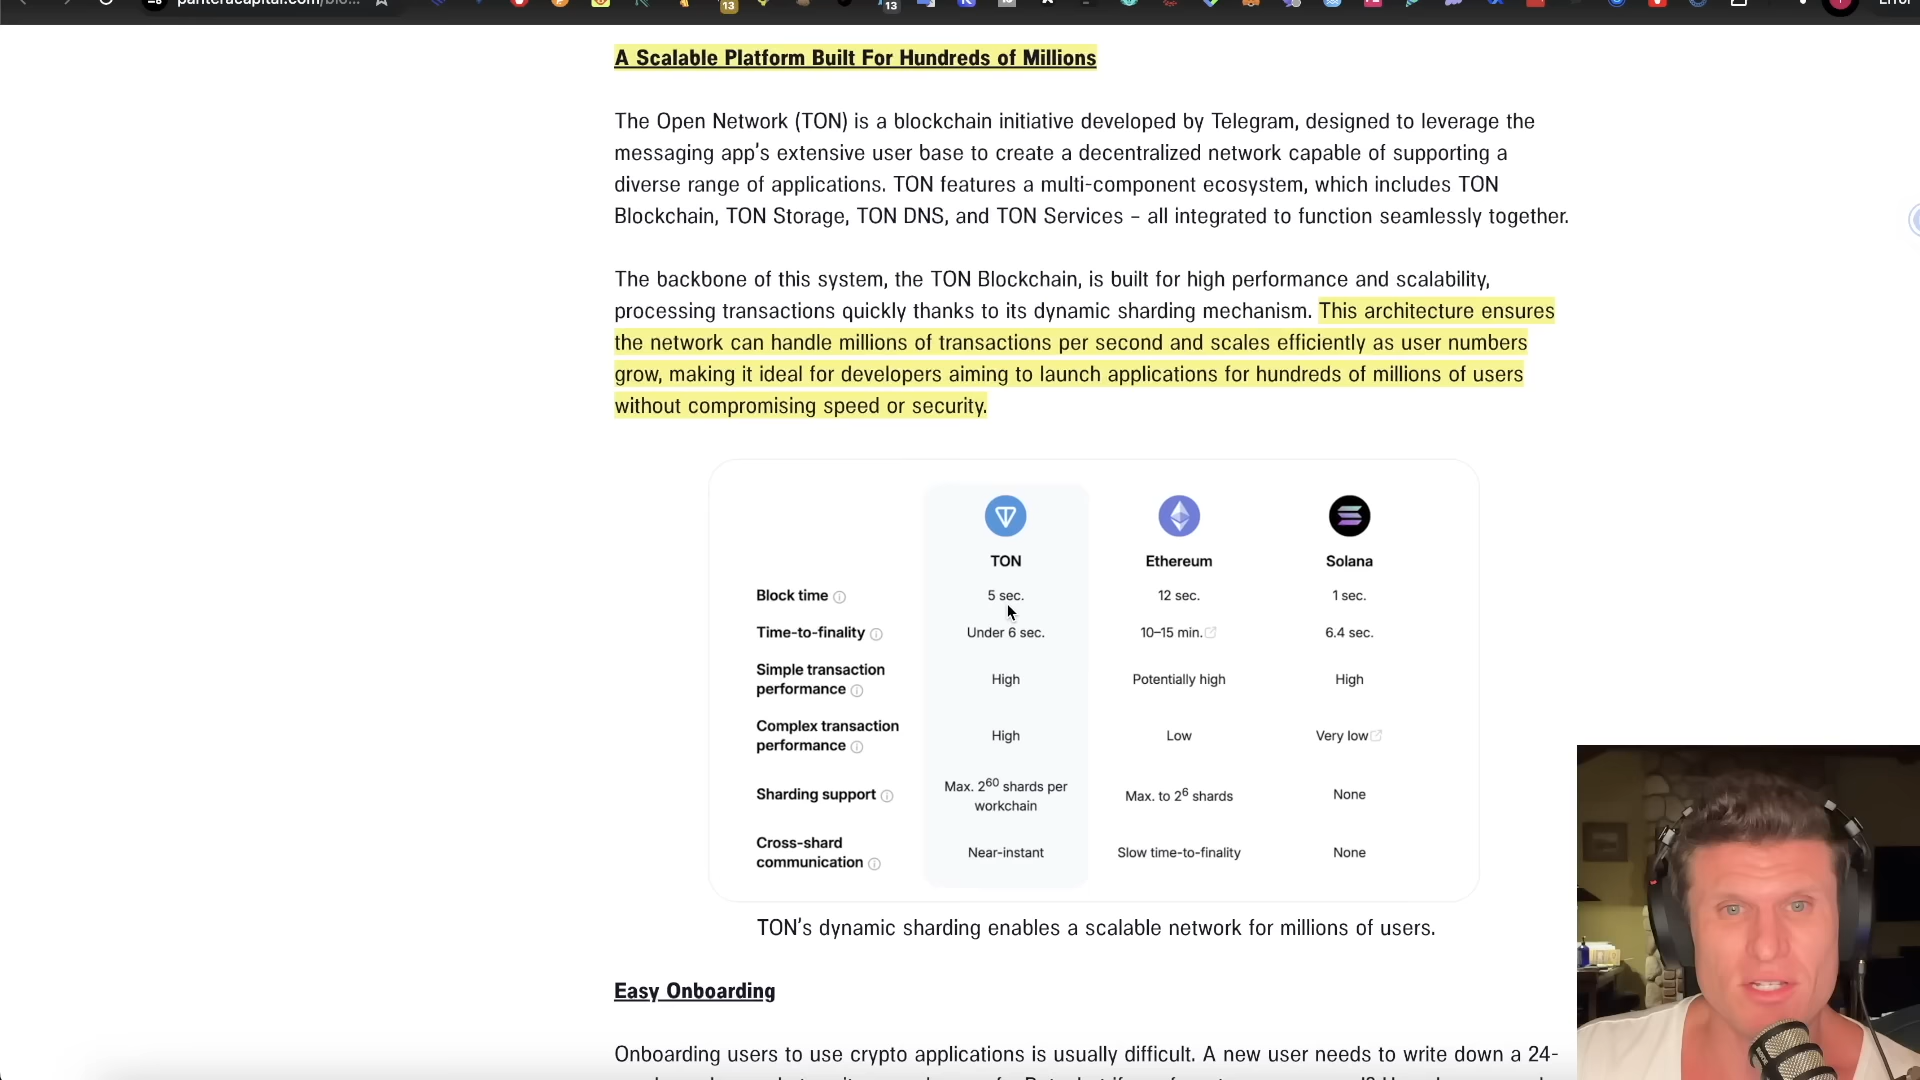 13
13
A Scalable Platform Built For Hundreds of Millions
The Open Network (TON) is a blockchain initiative developed by Telegram, designed to leverage the
messaging app's extensive user base to create a decentralized network capable of supporting a
diverse range of applications. TON features a multi-component ecosystem, which includes TON
Blockchain, TON Storage, TON DNS, and TON Services – all integrated to function seamlessly together.
The backbone of this system, the TON Blockchain, is built for high performance and scalability,
processing transactions quickly thanks to its dynamic sharding mechanism. This architecture ensures
the network can handle millions of transactions per second and scales efficiently as user numbers
grow, making it ideal for developers aiming to launch applications for hundreds of millions of users
without compromising speed or security.
TON Ethereum Solana
Block time 5 sec. 12 sec. 1 sec.
Time-to-finality Under 6 sec. 10–15 min. 6.4 sec.
Simple transaction
performance High Potentially high High
Complex transaction
performance High Low Very low
Sharding support Max. 2^60 shards per
workchain Max. to 2^6 shards None
Cross-shard
communication Near-instant Slow time-to-finality None
TON's dynamic sharding enables a scalable network for millions of users.
Easy Onboarding
Onboarding users to use crypto applications is usually difficult. A new user needs to write down a 24-